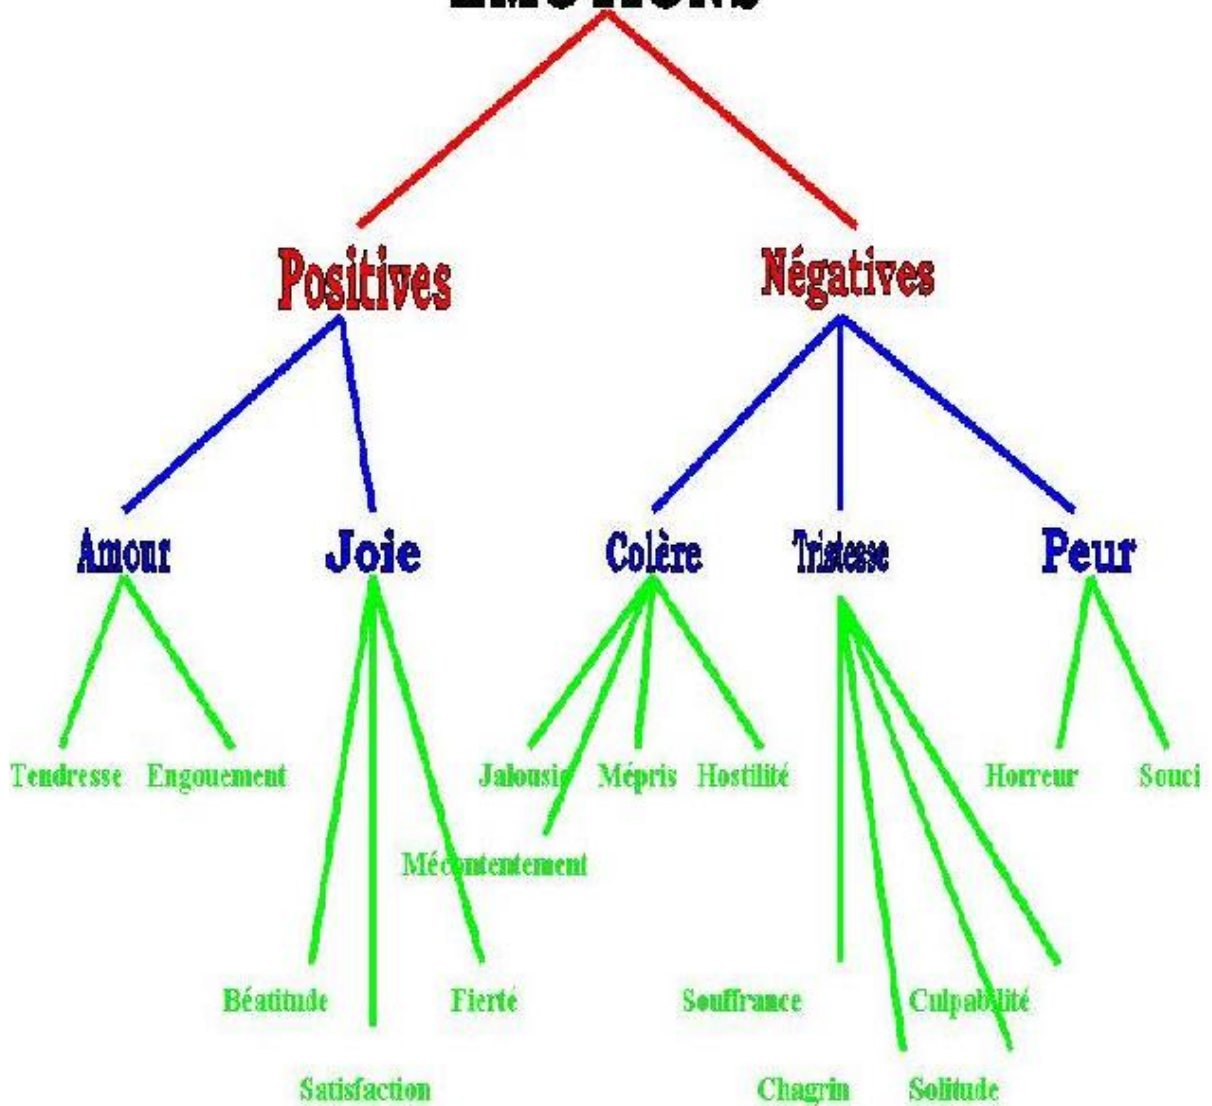 ÉMOTIONS
Positives Négatives
Amour Joie Colère Tristesse Peur
Tendresse Engouement Jalousie Mépris Hostilité Horreur Souci
Mécontentement
Béatitude Fierté Souffrance Culpabilité
Satisfaction Chagrin Solitude